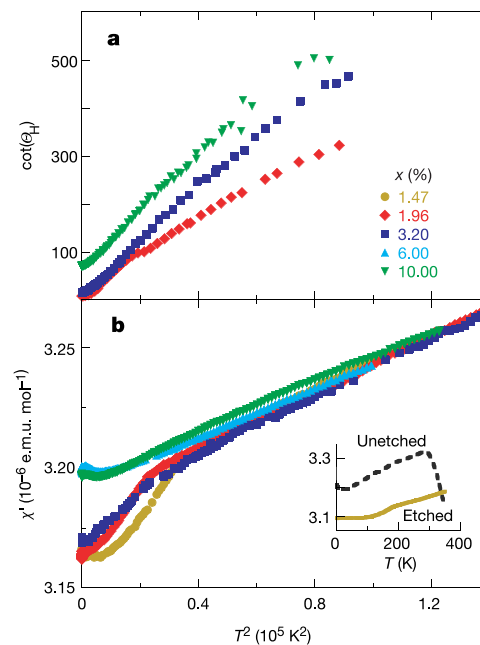 a
500
300
100
cot(Θ_H)
x (%)
1.47
1.96
3.20
6.00
10.00
b
3.25
3.20
3.15
χ' (10⁻⁶ e.m.u. mol⁻¹)
Unetched
3.3
3.1
Etched
0 200 400
T (K)
0 0.4 0.8 1.2
T² (10⁵ K²)